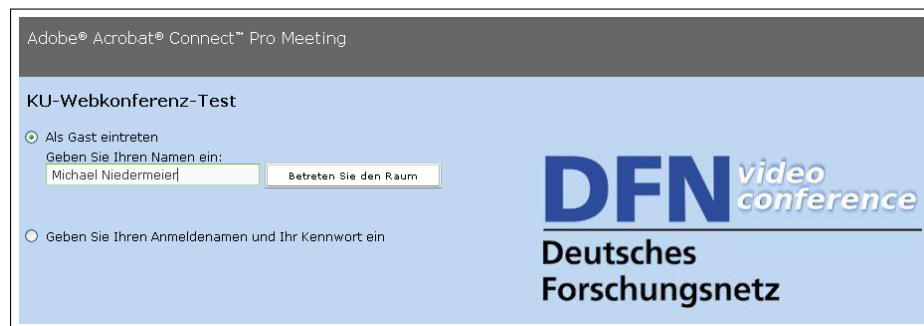 Adobe® Acrobat® Connect™ Pro Meeting
KU-Webkonferenz-Test
Als Gast eintreten
Geben Sie Ihren Namen ein:
Michael Niedermeier
Betreten Sie den Raum
Geben Sie Ihren Anmeldenamen und Ihr Kennwort ein
DFN video
conference
Deutsches
Forschungsnetz